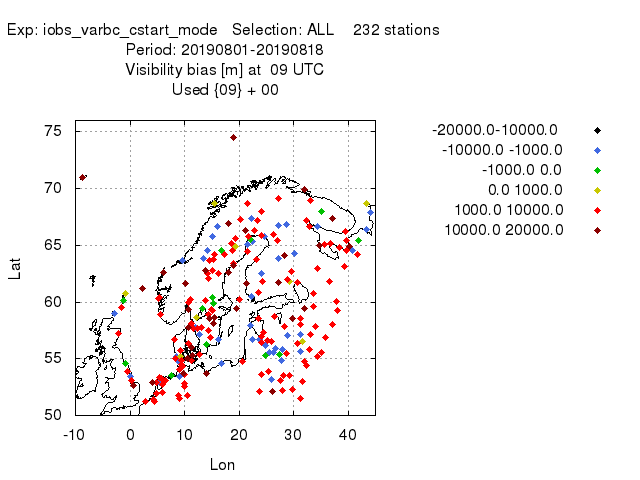 Exp: iobs_varbc_cstart_mode   Selection: ALL    232 stations
Period: 20190801-20190818
Visibility bias [m] at  09 UTC
Used {09} + 00
-20000.0-10000.0
-10000.0 -1000.0
-1000.0 0.0
0.0 1000.0
1000.0 10000.0
10000.0 20000.0
75
70
65
60
55
50
Lat
-10 0 10 20 30 40
Lon